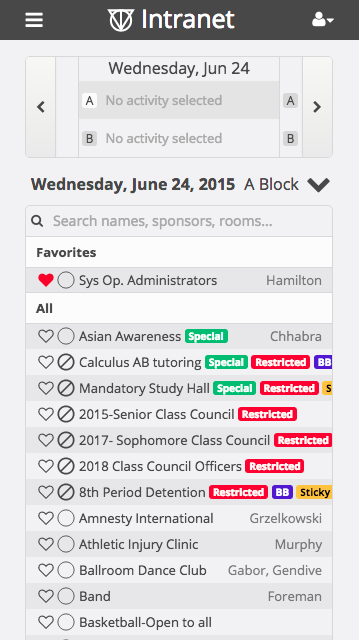 Intranet
Wednesday, Jun 24
A No activity selected A
B No activity selected B
Wednesday, June 24, 2015 A Block
Search names, sponsors, rooms...
Favorites
Sys Op. Administrators Hamilton
All
Asian Awareness Special Chhabra
Calculus AB tutoring Special Restricted BB
Mandatory Study Hall Special Restricted S
2015-Senior Class Council Restricted
2017- Sophomore Class Council Restricted
2018 Class Council Officers Restricted
8th Period Detention Restricted BB Sticky
Amnesty International Grzelkowski
Athletic Injury Clinic Murphy
Ballroom Dance Club Gabor, Gendive
Band Foreman
Basketball-Open to all